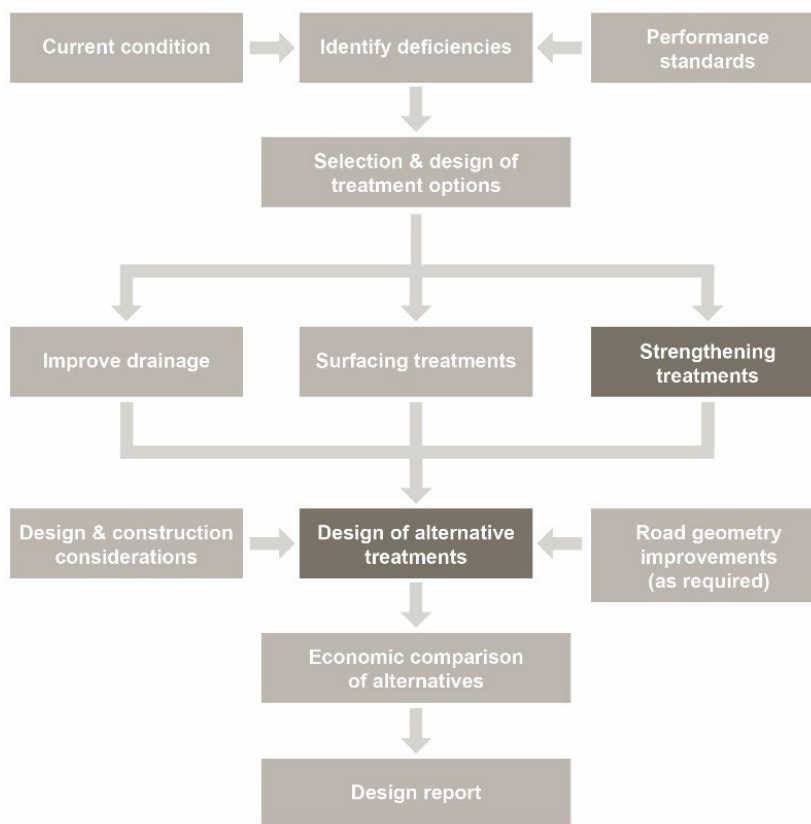 Current condition
Identify deficiencies
Performance
standards
Selection & design of
treatment options
Improve drainage
Surfacing treatments
Strengthening
treatments
Design & construction
considerations
Design of alternative
treatments
Road geometry
improvements
(as required)
Economic comparison
of alternatives
Design report